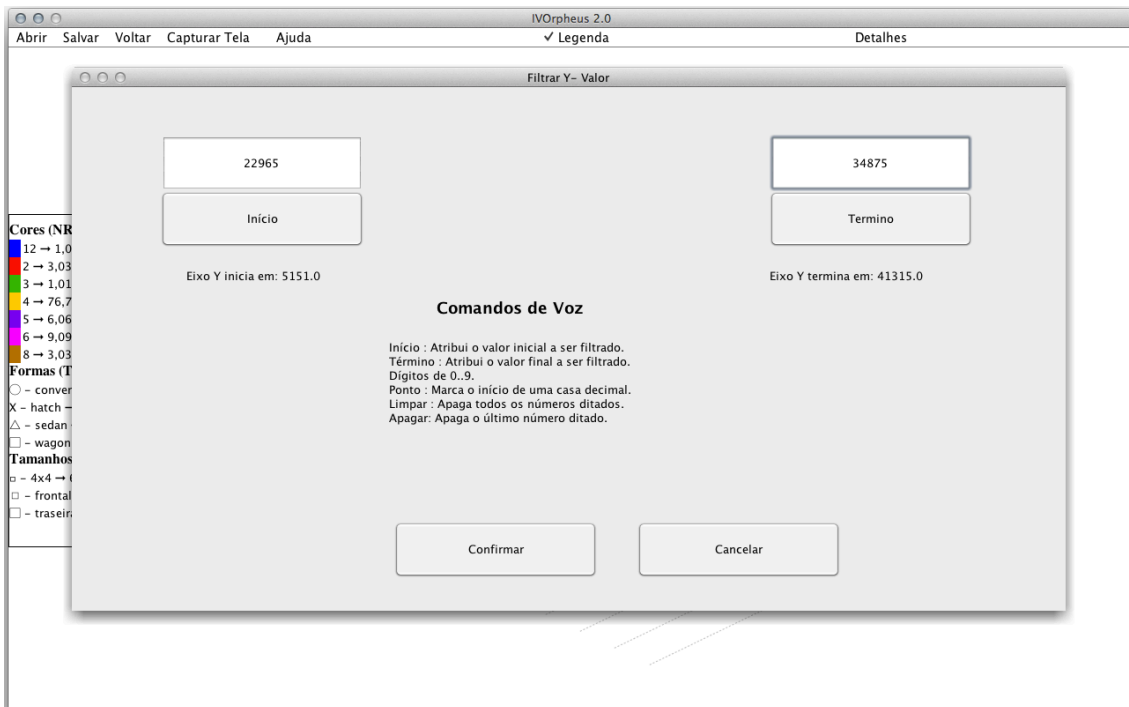 IVOrpheus 2.0
Abrir Salvar Voltar Capturar Tela Ajuda ✓ Legenda Detalhes
Filtrar Y- Valor
22965 34875
Início Termino
Eixo Y inicia em: 5151.0 Eixo Y termina em: 41315.0
Comandos de Voz
Início : Atribui o valor inicial a ser filtrado.
Término : Atribui o valor final a ser filtrado.
Dígitos de 0..9.
Ponto : Marca o início de uma casa decimal.
Limpar : Apaga todos os números ditados.
Apagar: Apaga o último número ditado.
Confirmar Cancelar
Cores (NR
12 → 1,0
2 → 3,03
3 → 1,01
4 → 76,7
5 → 6,06
6 → 9,09
8 → 3,03
Formas (T
– conver
X – hatch →
– sedan
– wagon
Tamanhos
– 4x4 →
– frontal
– traseira